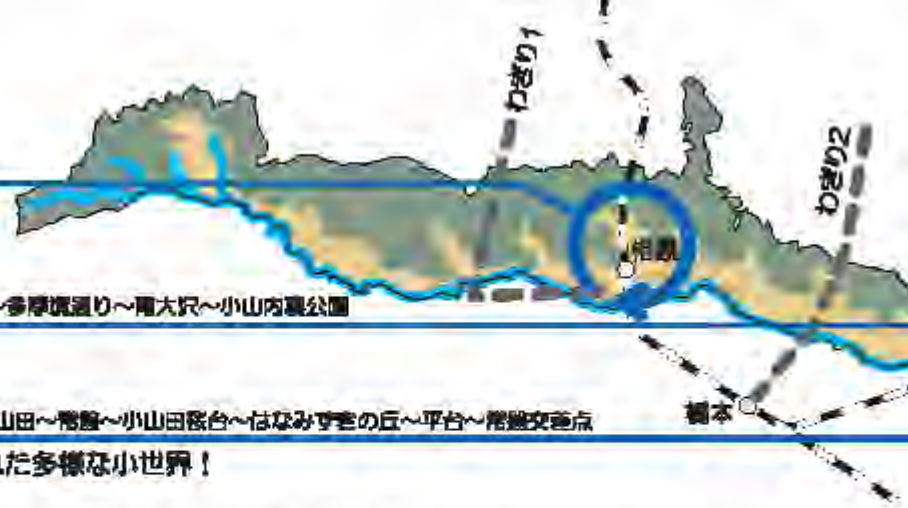 わぎり1
わぎり2
相原
～多摩境通り～南大沢～小山内裏公園
橋本
山田～常盤～小山田桜台～はなみずきの丘～平台～常盤交差点
れた多様な小世界！